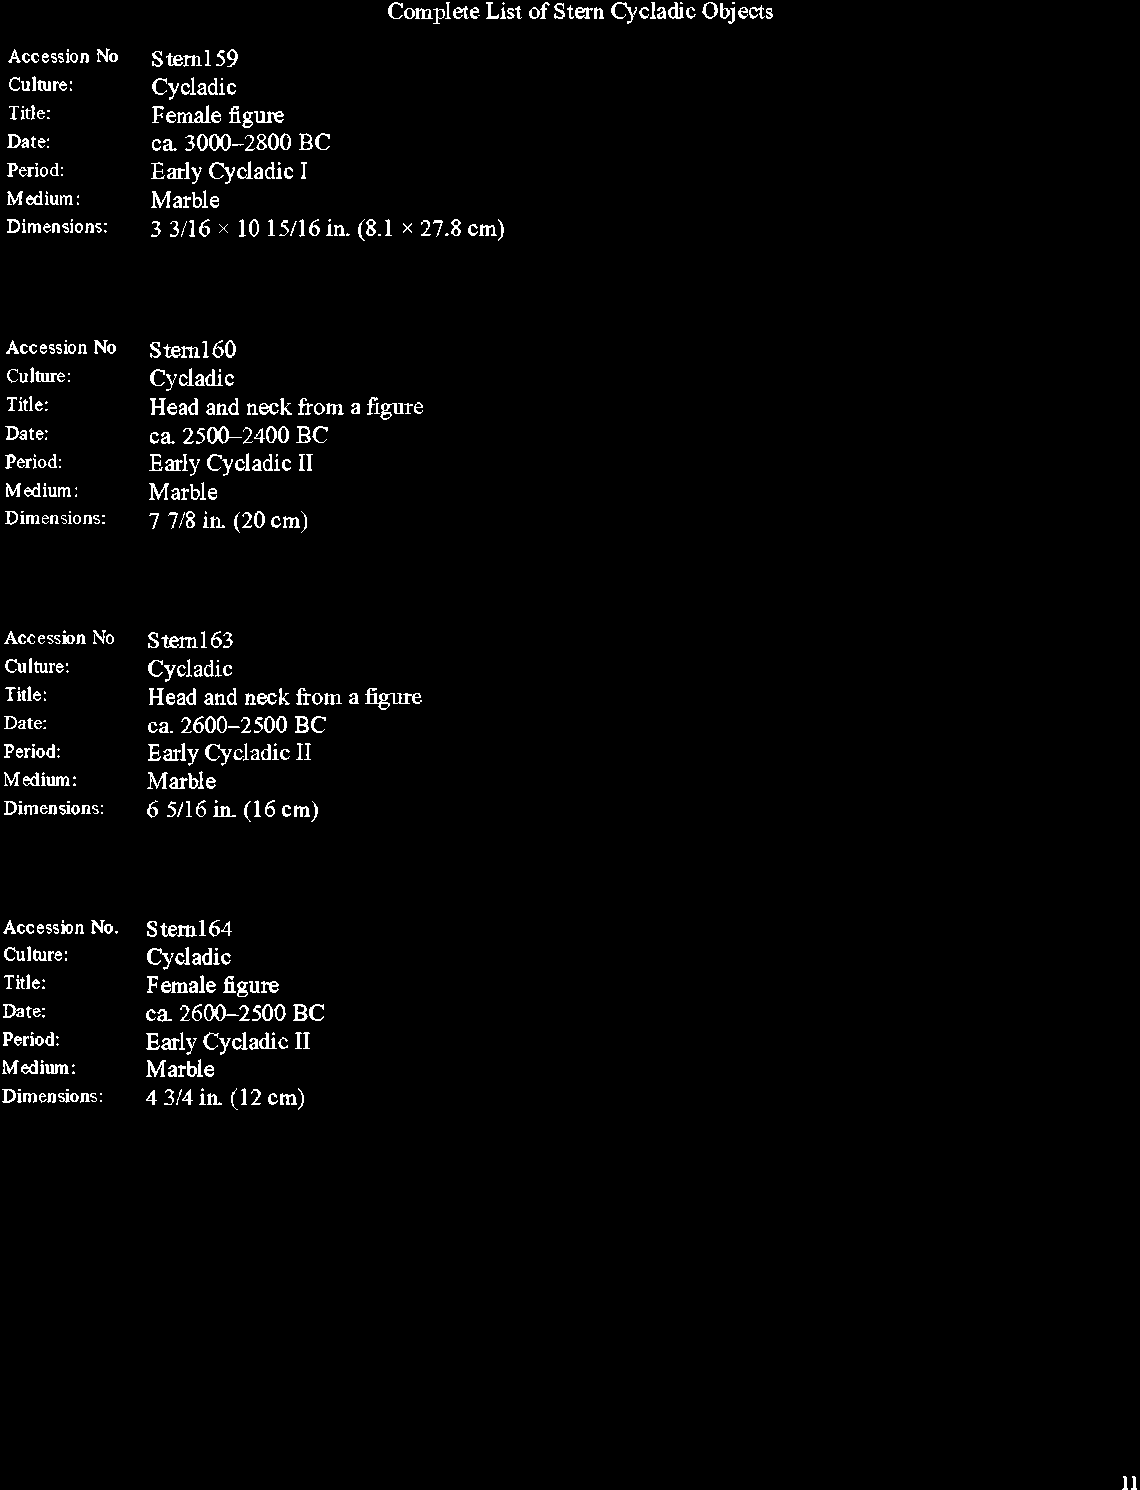 Complete List of Stern Cycladic Objects
Accession No Stern159
Culture: Cycladic
Title: Female figure
Date: ca. 3000–2800 BC
Period: Early Cycladic I
Medium: Marble
Dimensions: 3 3/16 × 10 15/16 in. (8.1 × 27.8 cm)
Accession No Stern160
Culture: Cycladic
Title: Head and neck from a figure
Date: ca. 2500–2400 BC
Period: Early Cycladic II
Medium: Marble
Dimensions: 7 7/8 in. (20 cm)
Accession No Stern163
Culture: Cycladic
Title: Head and neck from a figure
Date: ca. 2600–2500 BC
Period: Early Cycladic II
Medium: Marble
Dimensions: 6 5/16 in. (16 cm)
Accession No. Stern164
Culture: Cycladic
Title: Female figure
Date: ca. 2600–2500 BC
Period: Early Cycladic II
Medium: Marble
Dimensions: 4 3/4 in. (12 cm)
11